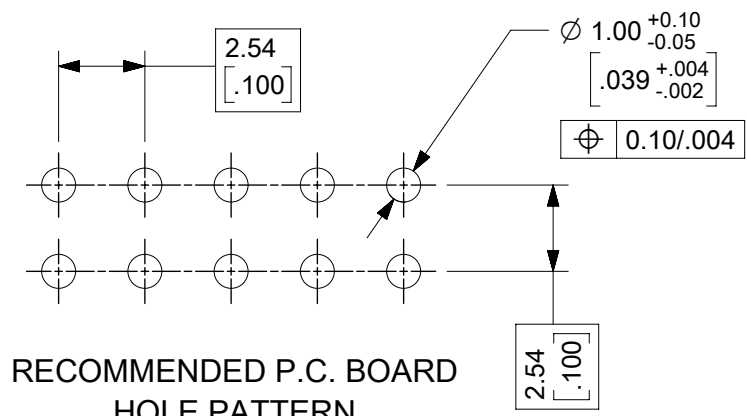 2.54
[.100]
Ø 1.00 +0.10 -0.05
[.039 +.004 -.002]
⌖ 0.10/.004
2.54
[.100]
RECOMMENDED P.C. BOARD
HOLE PATTERN